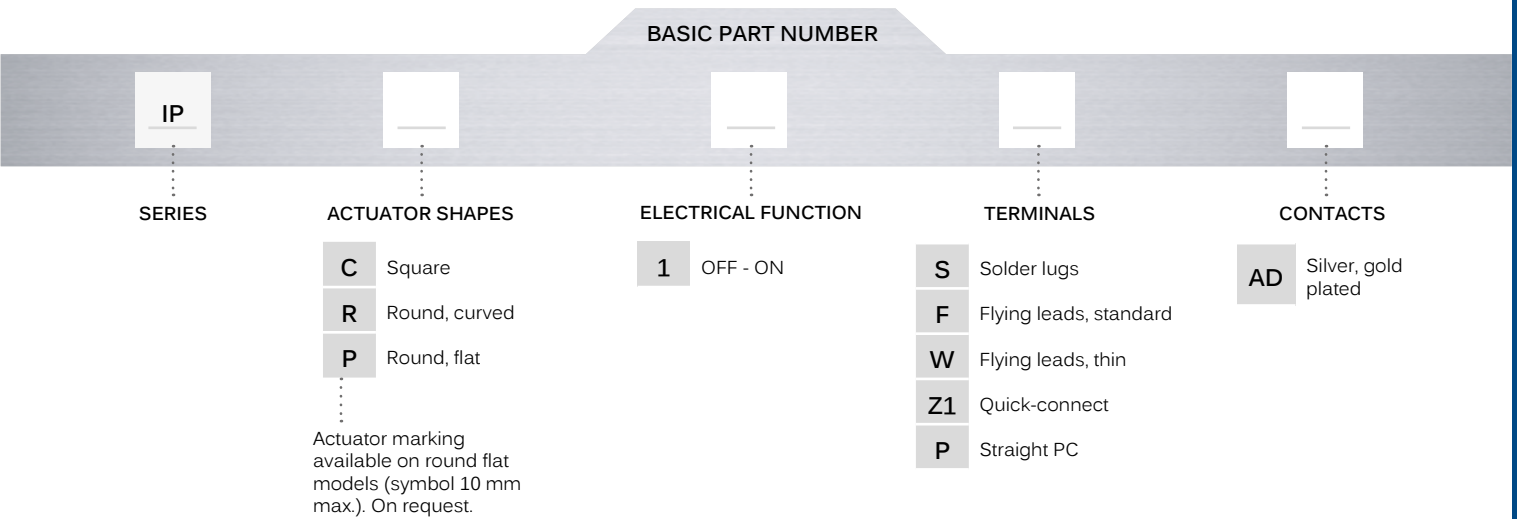 BASIC PART NUMBER
IP
SERIES
ACTUATOR SHAPES
C Square
R Round, curved
P Round, flat
Actuator marking
available on round flat
models (symbol 10 mm
max.). On request.
ELECTRICAL FUNCTION
1 OFF - ON
TERMINALS
S Solder lugs
F Flying leads, standard
W Flying leads, thin
Z1 Quick-connect
P Straight PC
CONTACTS
AD Silver, gold
plated